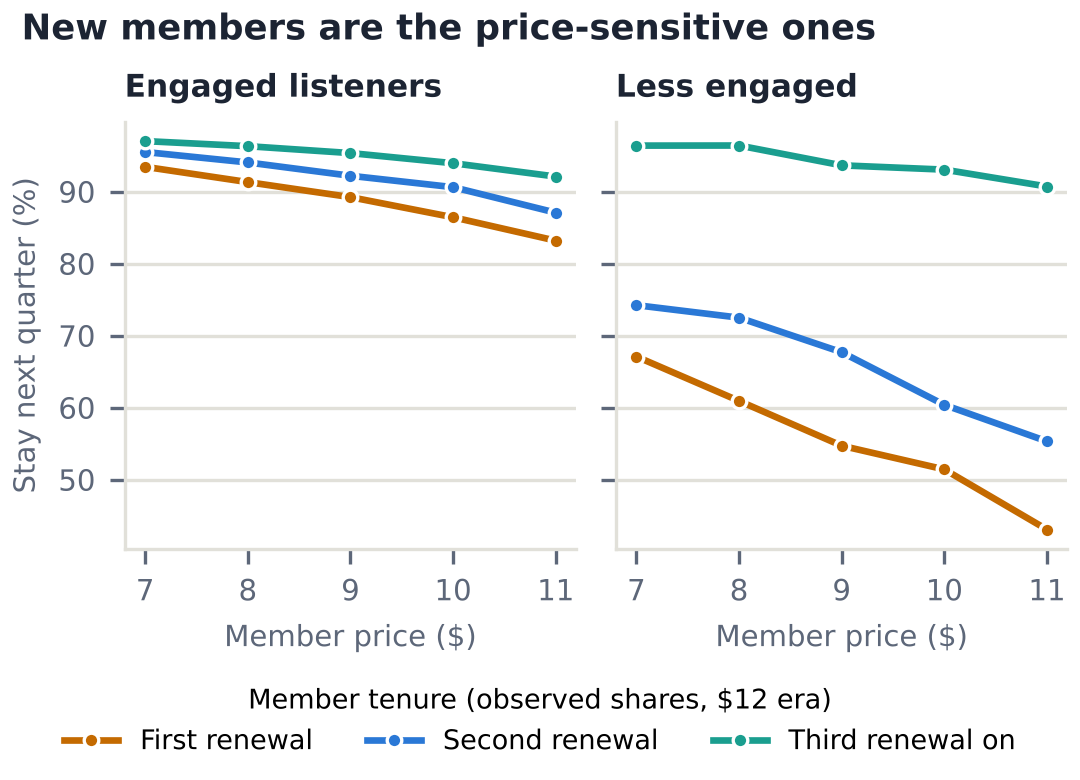 New members are the price-sensitive ones
Engaged listeners
Less engaged
Stay next quarter (%)
90
80
70
60
50
7 8 9 10 11
7 8 9 10 11
Member price ($)
Member price ($)
Member tenure (observed shares, $12 era)
First renewal Second renewal Third renewal on